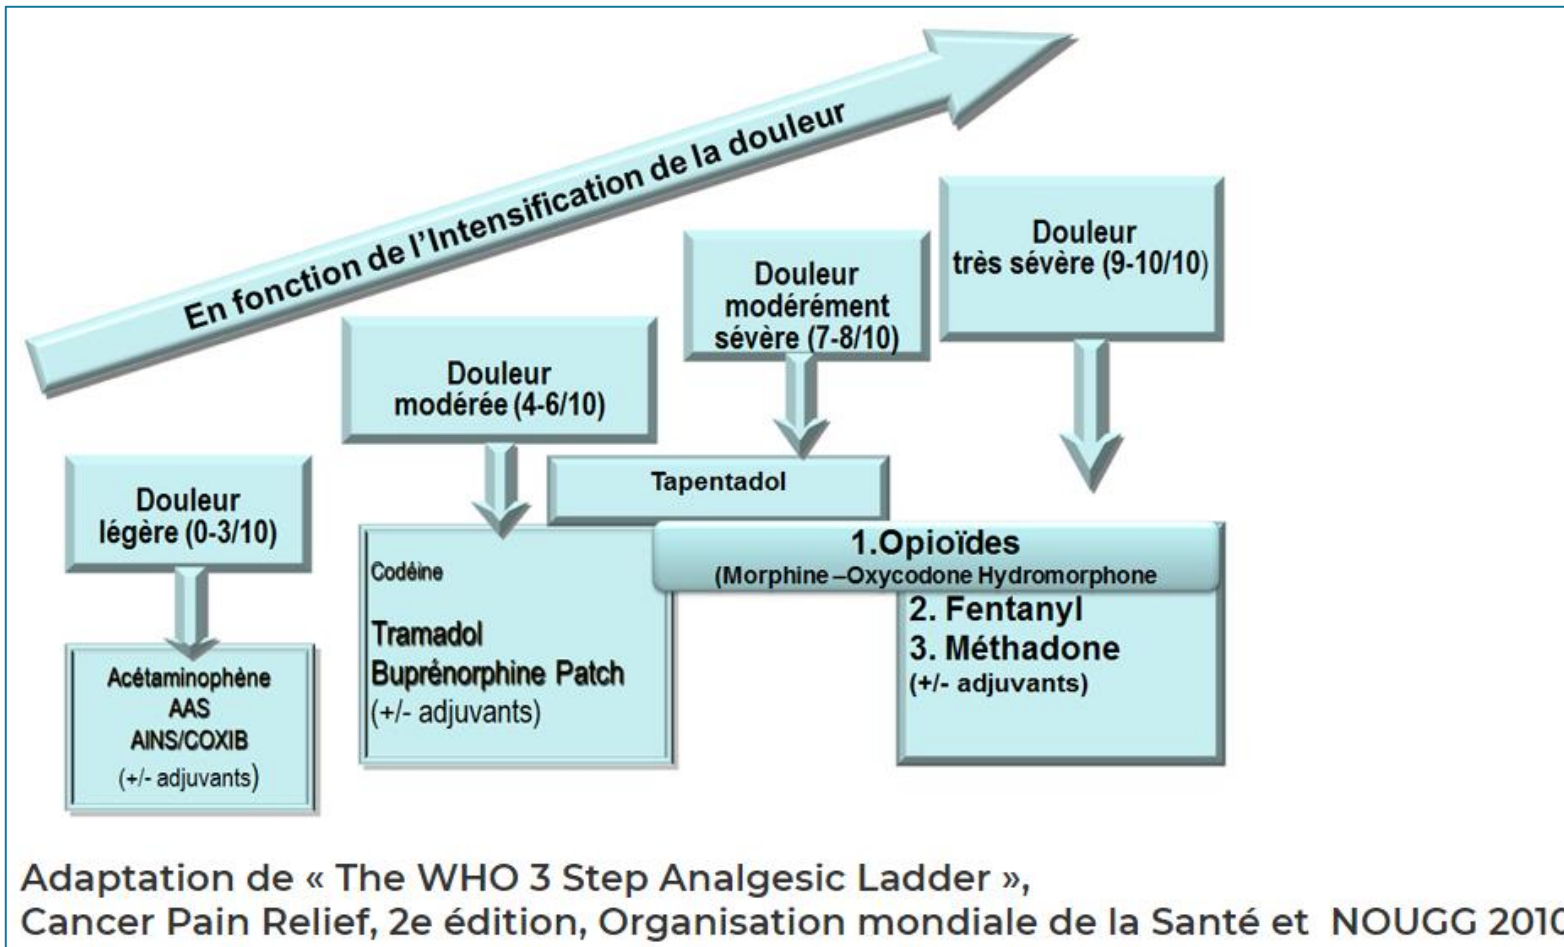 En fonction de l’Intensification de la douleur
Douleur
légère (0-3/10)
Acétaminophène
AAS
AINS/COXIB
(+/- adjuvants)
Douleur
modérée (4-6/10)
Codéine
Tramadol
Buprénorphine Patch
(+/- adjuvants)
Douleur
modérément
sévère (7-8/10)
Tapentadol
Douleur
très sévère (9-10/10)
1.Opioïdes
(Morphine –Oxycodone Hydromorphone
2. Fentanyl
3. Méthadone
(+/- adjuvants)
Adaptation de « The WHO 3 Step Analgesic Ladder »,
Cancer Pain Relief, 2e édition, Organisation mondiale de la Santé et NOUGG 2010